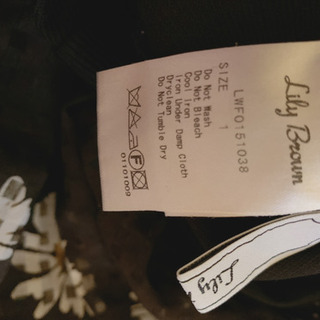 Lily Brown
LWFO151038
SIZE 1
Do Not Wash
Do Not Bleach
Cool Iron
Iron Under Damp Cloth
Dryclean
Do Not Tumble Dry
F
01101009
Lily